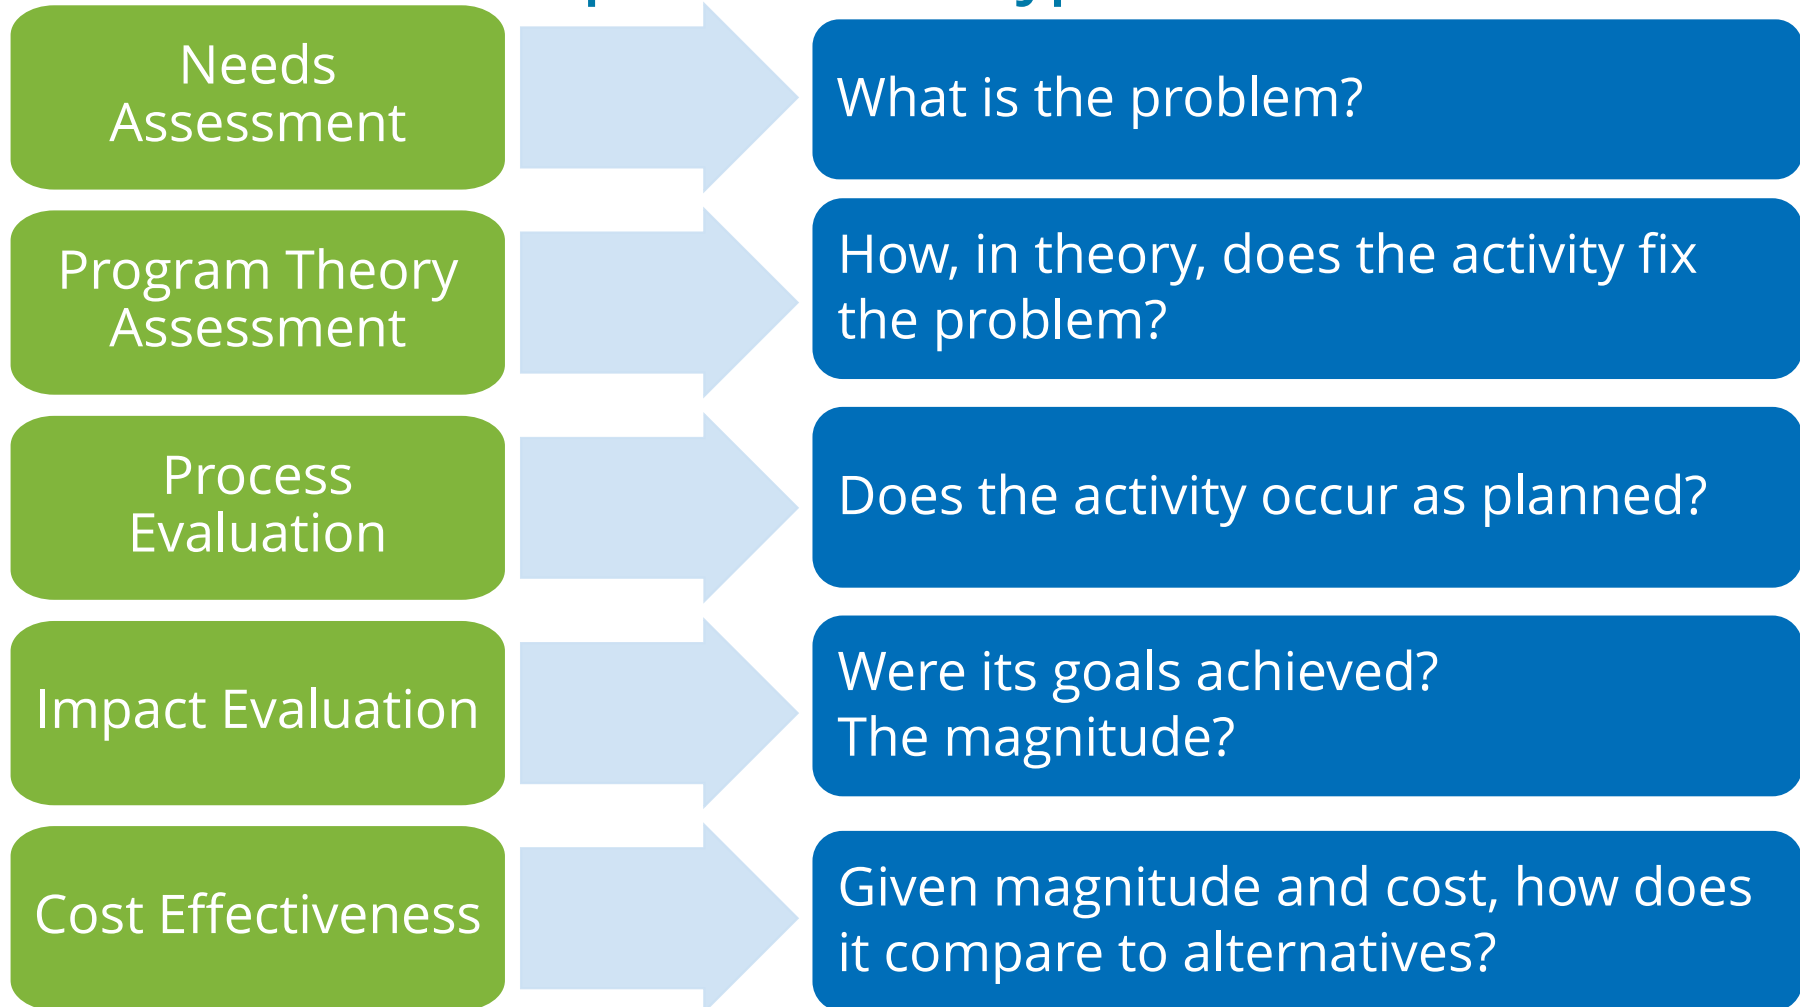 Needs
Assessment
What is the problem?
Program Theory
Assessment
How, in theory, does the activity fix
the problem?
Process
Evaluation
Does the activity occur as planned?
Impact Evaluation
Were its goals achieved?
The magnitude?
Cost Effectiveness
Given magnitude and cost, how does
it compare to alternatives?